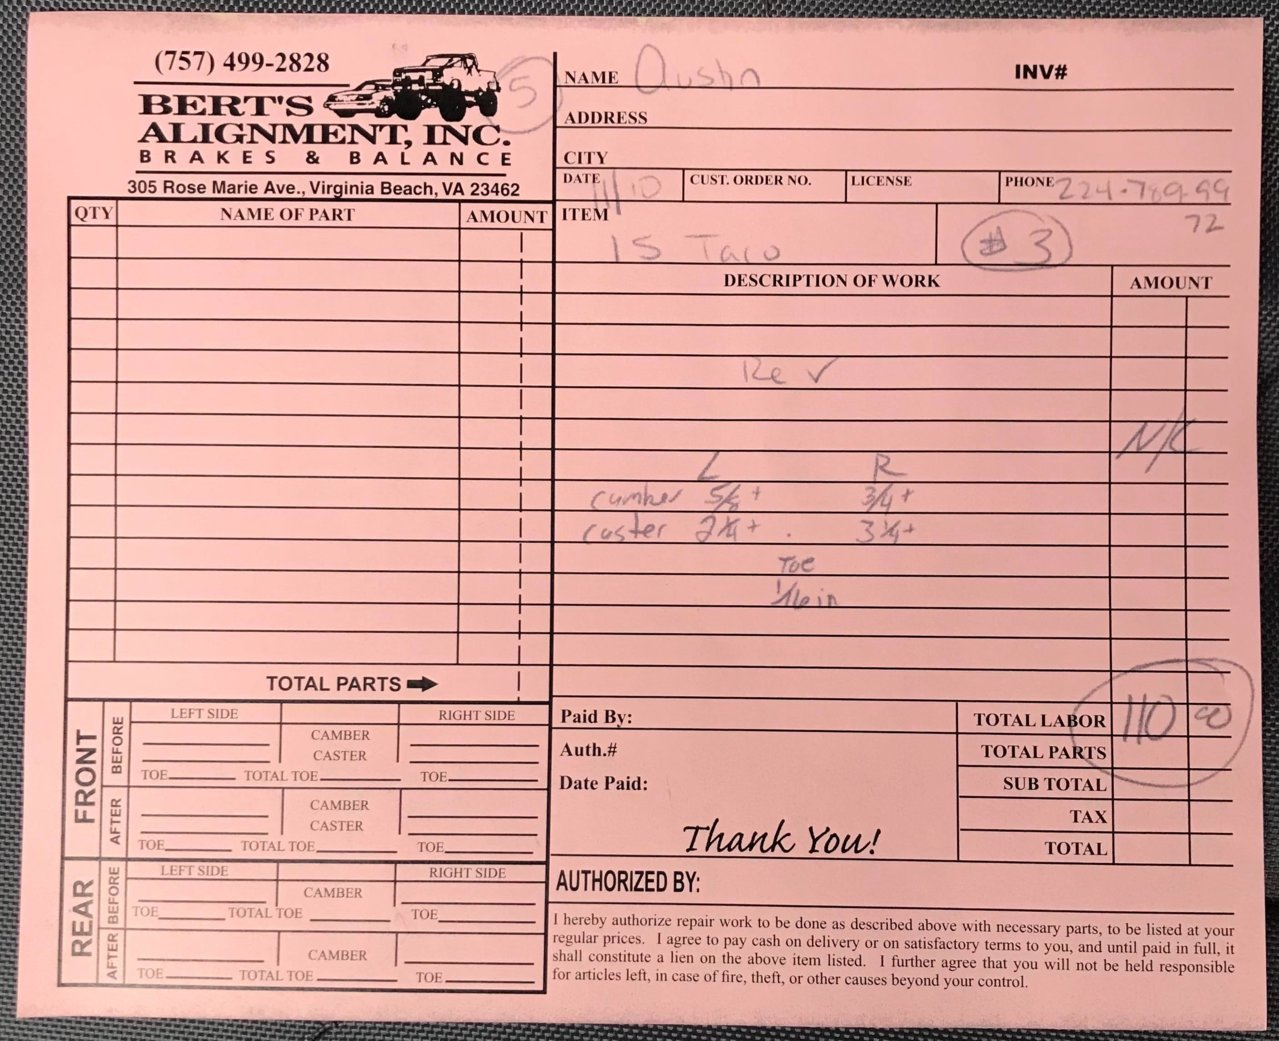 (757) 499-2828
BERT'S
ALIGNMENT, INC.
BRAKES & BALANCE
305 Rose Marie Ave., Virginia Beach, VA 23462
5
NAME Austin INV#
ADDRESS
CITY
DATE 11/10 CUST. ORDER NO. LICENSE PHONE 224-789-99
72
ITEM 15 Taco #3
QTY NAME OF PART AMOUNT
DESCRIPTION OF WORK AMOUNT
Re ✓
N/C
L R
camber 5/8+ 3/4+
caster 2 1/4+ 3 1/4+
Toe
1/16 in
TOTAL PARTS
FRONT
BEFORE
LEFT SIDE RIGHT SIDE
CAMBER
CASTER
TOE TOTAL TOE TOE
AFTER
CAMBER
CASTER
TOE TOTAL TOE TOE
REAR
BEFORE
LEFT SIDE RIGHT SIDE
CAMBER
TOE TOTAL TOE TOE
AFTER
CAMBER
TOE TOTAL TOE TOE
Paid By:
Auth.#
Date Paid:
Thank You!
TOTAL LABOR 110 00
TOTAL PARTS
SUB TOTAL
TAX
TOTAL
AUTHORIZED BY:
I hereby authorize repair work to be done as described above with necessary parts, to be listed at your
regular prices. I agree to pay cash on delivery or on satisfactory terms to you, and until paid in full, it
shall constitute a lien on the above item listed. I further agree that you will not be held responsible
for articles left, in case of fire, theft, or other causes beyond your control.